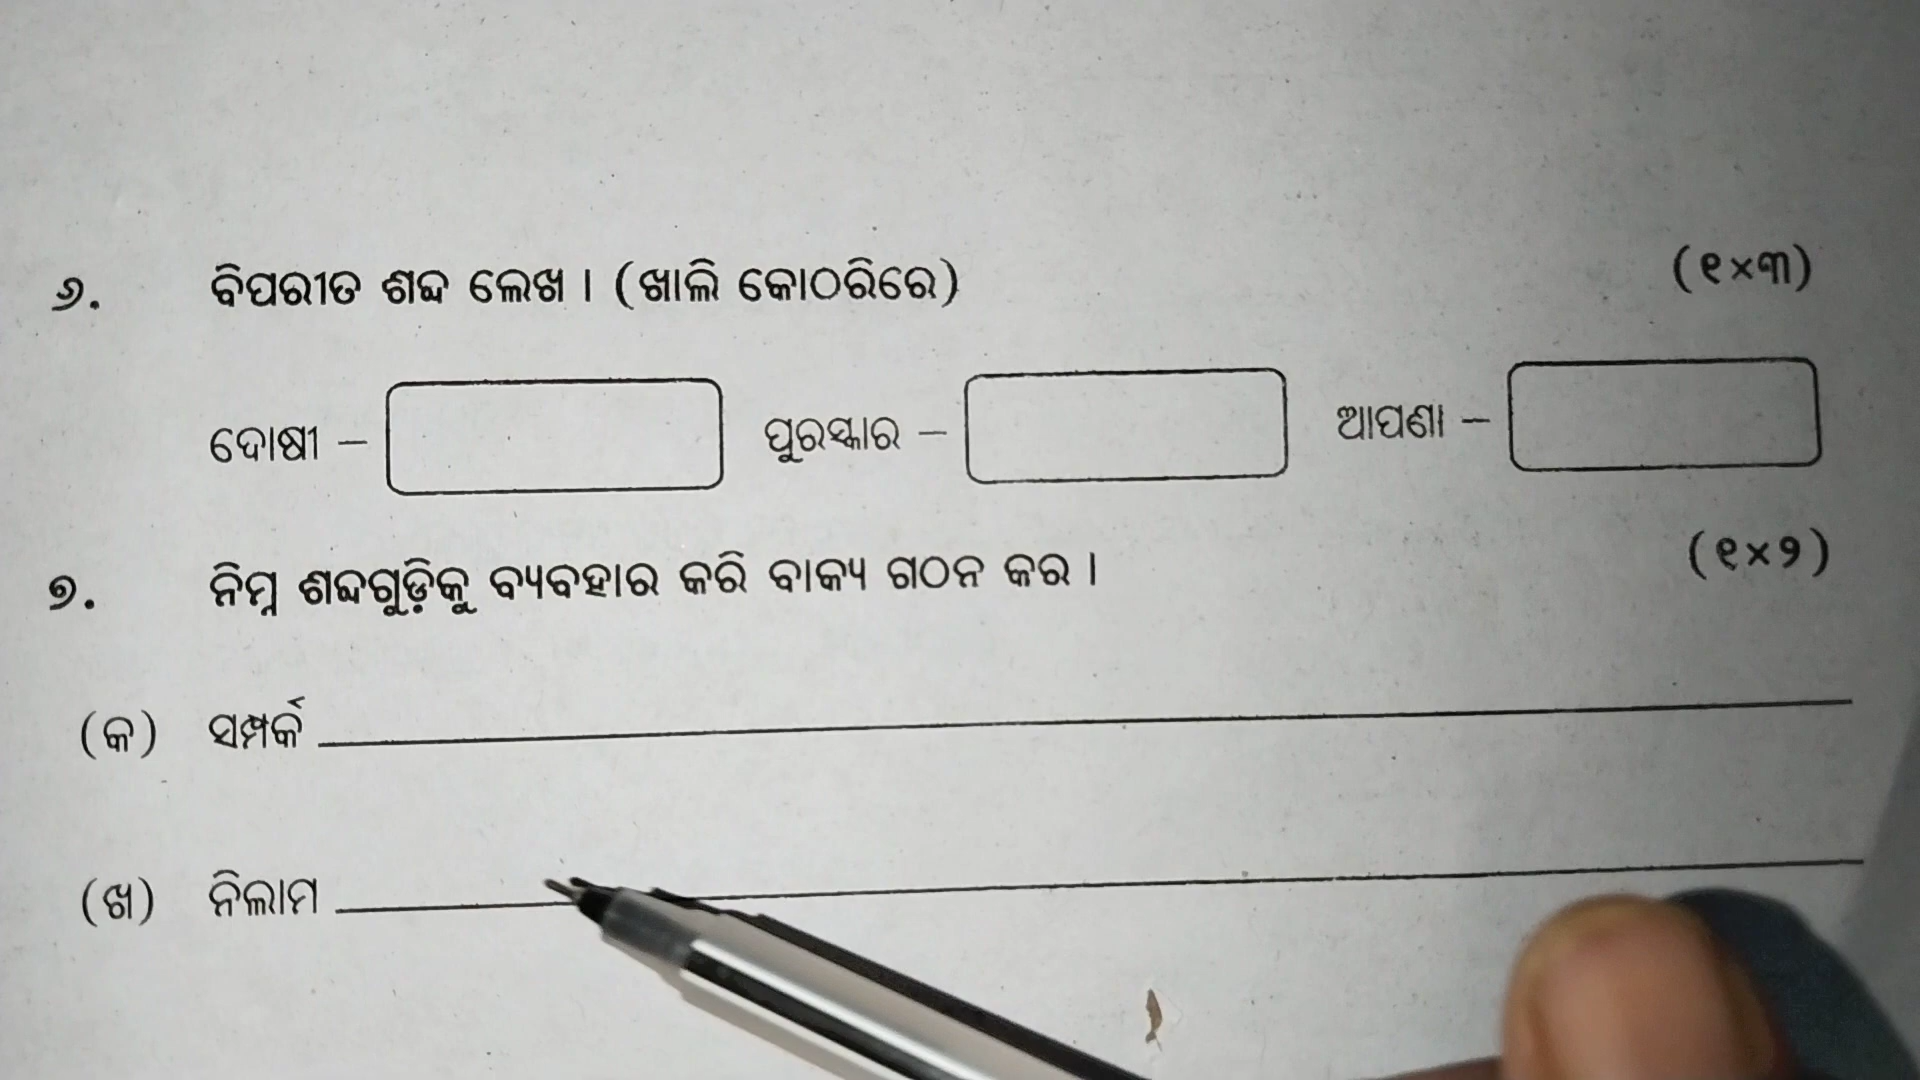 ୬. ବିପରୀତ ଶବ୍ଦ ଲେଖ । (ଖାଲି କୋଠରିରେ) (୧×୩)
ଦୋଷୀ – ପୁରସ୍କାର – ଆପଣା –
୭. ନିମ୍ନ ଶବ୍ଦଗୁଡ଼ିକୁ ବ୍ୟବହାର କରି ବାକ୍ୟ ଗଠନ କର । (୧×୨)
(କ) ସମ୍ପର୍କ
(ଖ) ନିଲାମ